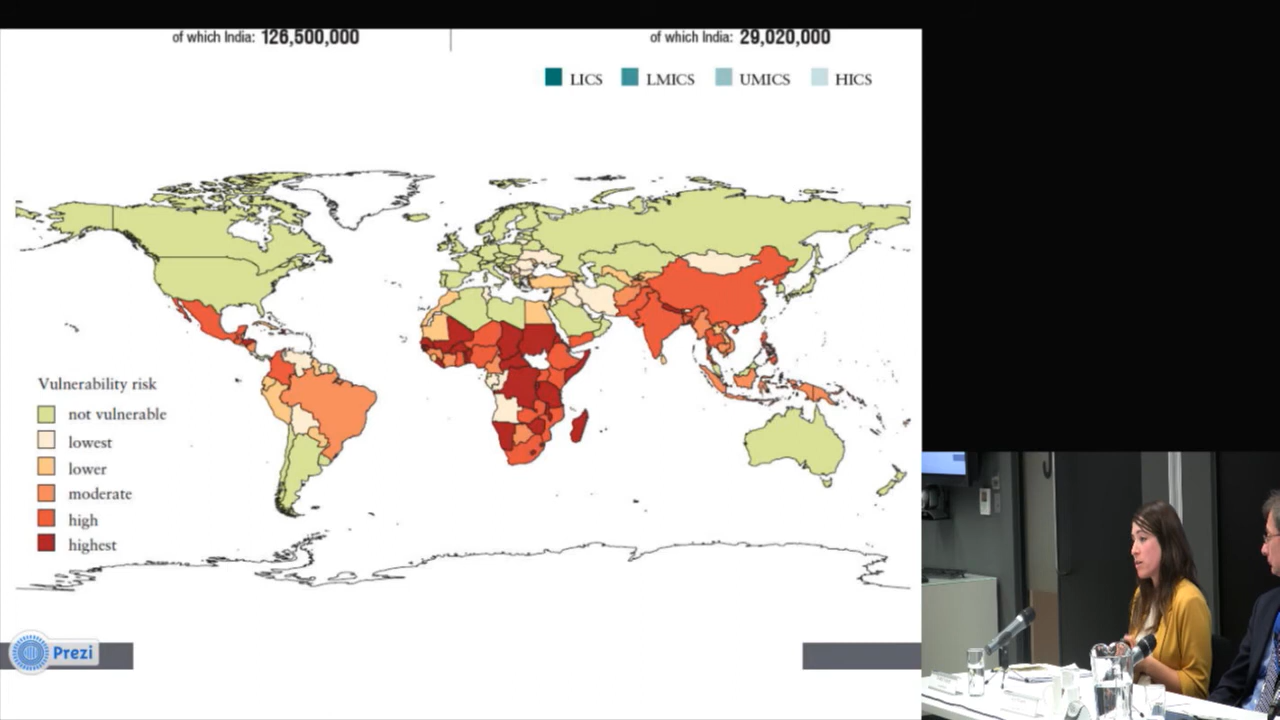 of which India: 126,500,000
of which India: 29,020,000
LICS LMICS UMICS HICS
Vulnerability risk
not vulnerable
lowest
lower
moderate
high
highest
Prezi